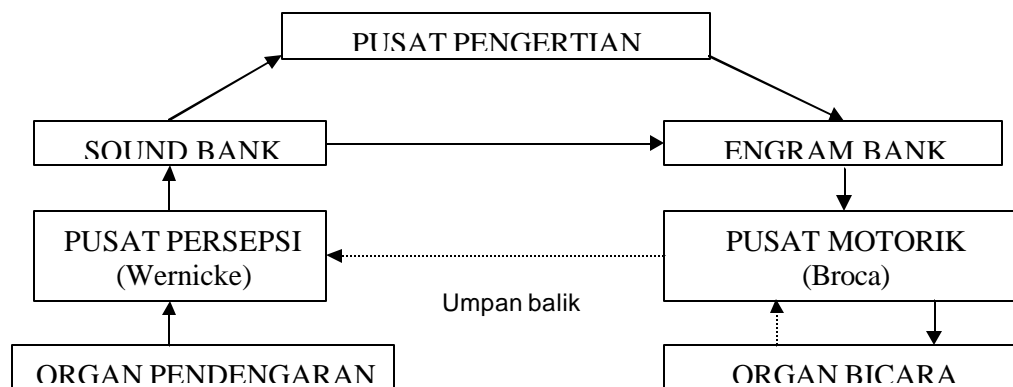 PUSAT PENGERTIAN
SOUND BANK
ENGRAM BANK
PUSAT PERSEPSI
(Wernicke)
PUSAT MOTORIK
(Broca)
Umpan balik
ORGAN PENDENGARAN
ORGAN BICARA